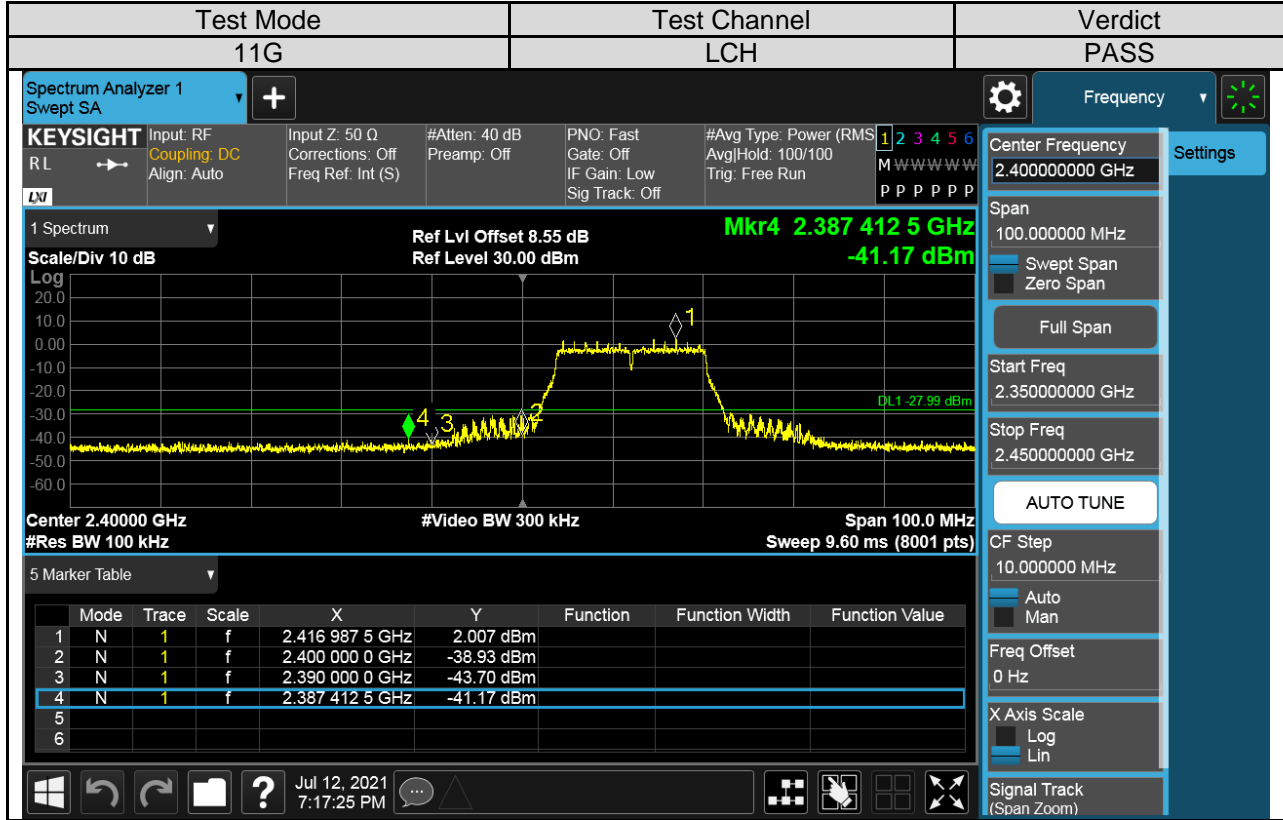 Test Mode Test Channel Verdict
11G LCH PASS
Spectrum Analyzer 1
Swept SA
Frequency
KEYSIGHT
R L
LXI
Input: RF
Coupling: DC
Align: Auto
Input Z: 50 Ω
Corrections: Off
Freq Ref: Int (S)
#Atten: 40 dB
Preamp: Off
PNO: Fast
Gate: Off
IF Gain: Low
Sig Track: Off
#Avg Type: Power (RMS
Avg|Hold: 100/100
Trig: Free Run
1 2 3 4 5 6
M W W W W W
P P P P P P
1 Spectrum
Scale/Div 10 dB
Ref Lvl Offset 8.55 dB
Ref Level 30.00 dBm
Mkr4 2.387 412 5 GHz
-41.17 dBm
Log
20.0
10.0
0.00
-10.0
-20.0
-30.0
-40.0
-50.0
-60.0
1
DL1 -27.99 dBm
4 3 2
Center 2.40000 GHz #Video BW 300 kHz Span 100.0 MHz
#Res BW 100 kHz Sweep 9.60 ms (8001 pts)
5 Marker Table
Mode Trace Scale X Y Function Function Width Function Value
1 N 1 f 2.416 987 5 GHz 2.007 dBm
2 N 1 f 2.400 000 0 GHz -38.93 dBm
3 N 1 f 2.390 000 0 GHz -43.70 dBm
4 N 1 f 2.387 412 5 GHz -41.17 dBm
5
6
Center Frequency
2.400000000 GHz
Settings
Span
100.000000 MHz
Swept Span
Zero Span
Full Span
Start Freq
2.350000000 GHz
Stop Freq
2.450000000 GHz
AUTO TUNE
CF Step
10.000000 MHz
Auto
Man
Freq Offset
0 Hz
X Axis Scale
Log
Lin
Signal Track
(Span Zoom)
?
Jul 12, 2021
7:17:25 PM